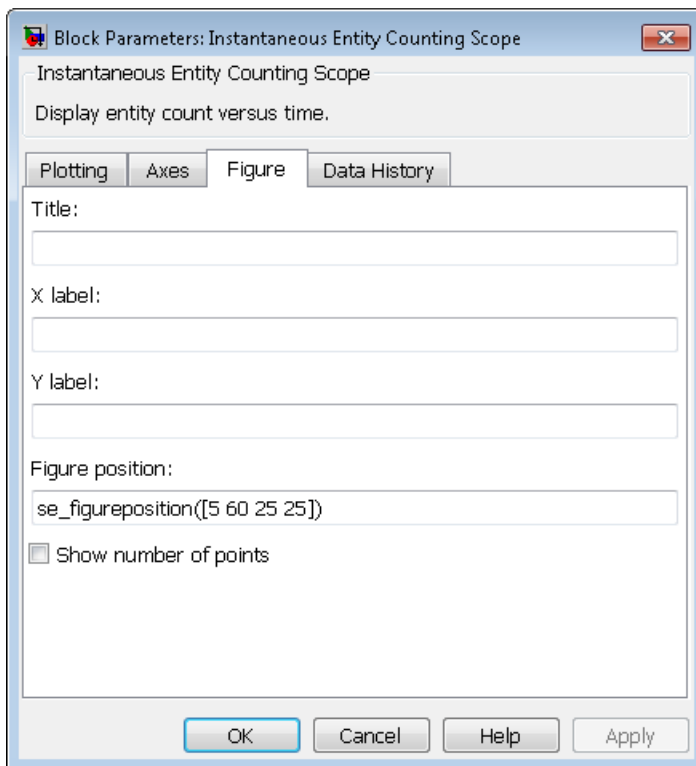 Block Parameters: Instantaneous Entity Counting Scope
Instantaneous Entity Counting Scope
Display entity count versus time.
Plotting Axes Figure Data History
Title:
X label:
Y label:
Figure position:
se_figureposition([5 60 25 25])
Show number of points
OK Cancel Help Apply